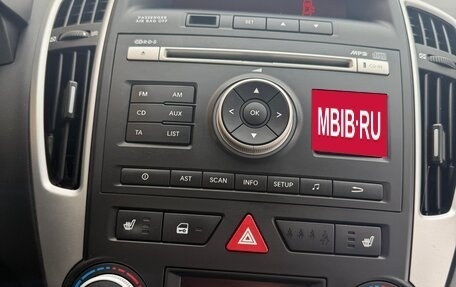 PASSENGER
AIR BAG OFF
SET
MP3
FM AM
CD AUX
TA LIST
OK
MBIB·RU
AST SCAN INFO SETUP